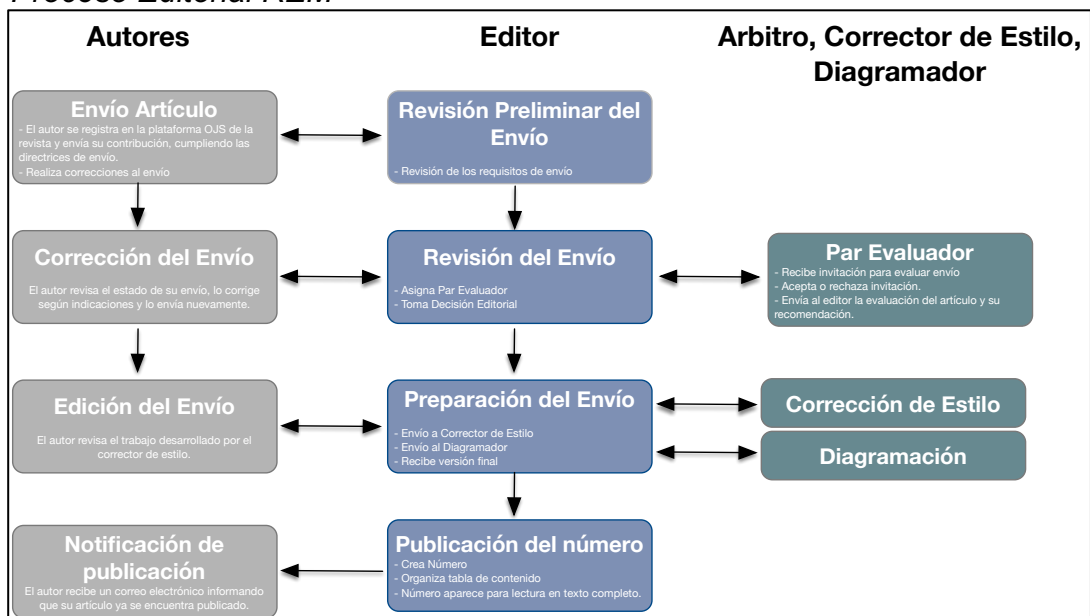 Proceso Editorial REM
Autores
Editor
Arbitro, Corrector de Estilo,
Diagramador
Envío Artículo
- El autor se registra en la plataforma OJS de la
revista y envía su contribución, cumpliendo las
directrices de envío.
- Realiza correcciones al envío
Revisión Preliminar del
Envío
- Revisión de los requisitos de envío
Corrección del Envío
El autor revisa el estado de su envío, lo corrige
según indicaciones y lo envía nuevamente.
Revisión del Envío
- Asigna Par Evaluador
- Toma Decisión Editorial
Par Evaluador
- Recibe invitación para evaluar envío
- Acepta o rechaza invitación.
- Envía al editor la evaluación del artículo y su
recomendación.
Edición del Envío
El autor revisa el trabajo desarrollado por el
corrector de estilo.
Preparación del Envío
- Envío a Corrector de Estilo
- Envío al Diagramador
- Recibe versión final
Corrección de Estilo
Diagramación
Notificación de
publicación
El autor recibe un correo electrónico informando
que su artículo ya se encuentra publicado.
Publicación del número
- Crea Número
- Organiza tabla de contenido
- Número aparece para lectura en texto completo.